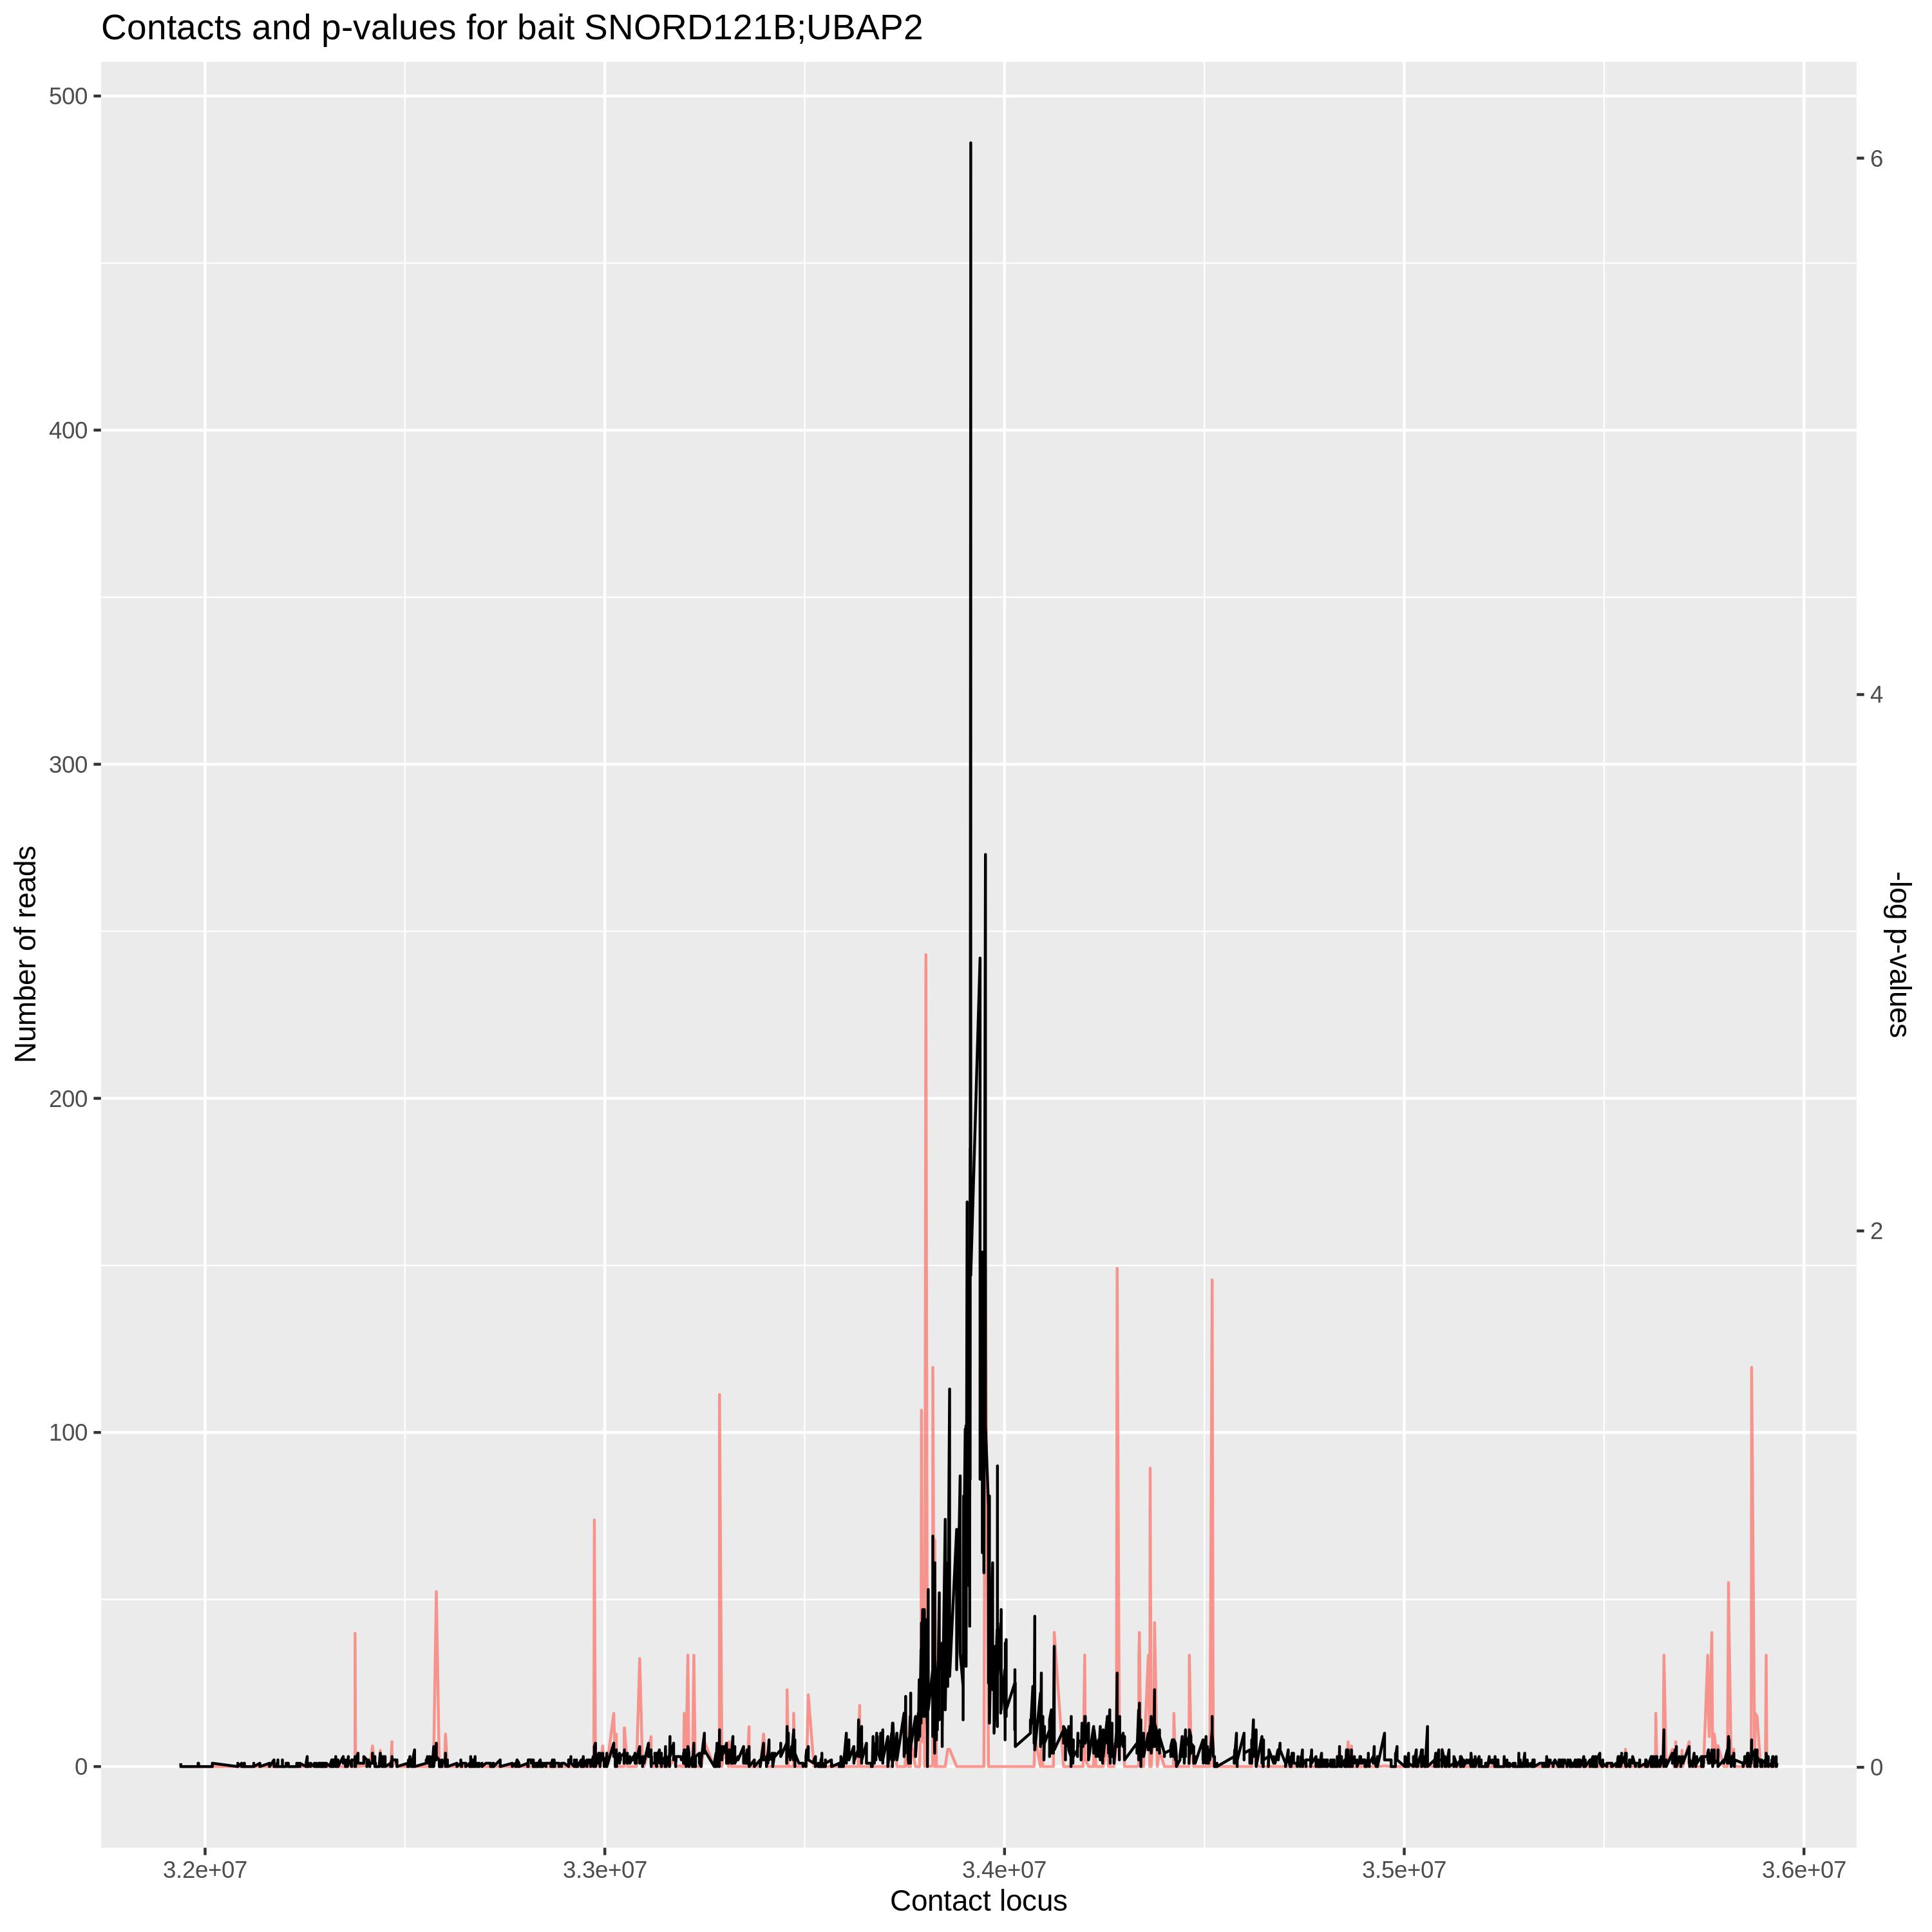 Contacts and p-values for bait SNORD121B;UBAP2
500
400
300
200
100
0
Number of reads
6
4
2
0
-log p-values
3.2e+07 3.3e+07 3.4e+07 3.5e+07 3.6e+07
Contact locus